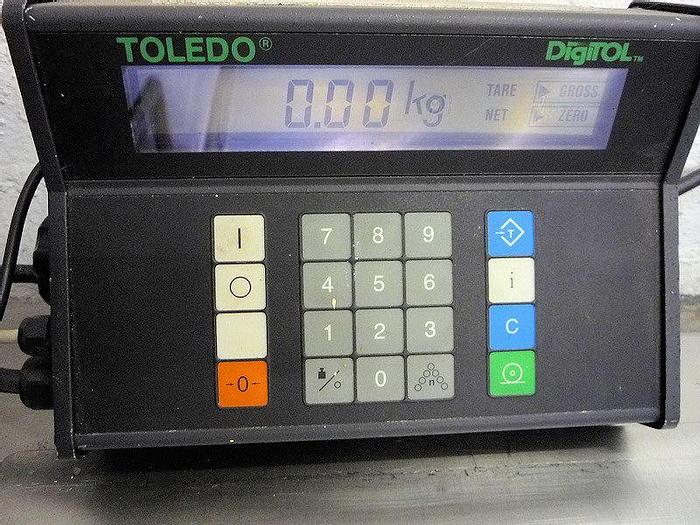 TOLEDO® DigiTOL™
0.00 kg TARE GROSS
NET ZERO
I 7 8 9 T
4 5 6 i
1 2 3 C
→0← 0 n